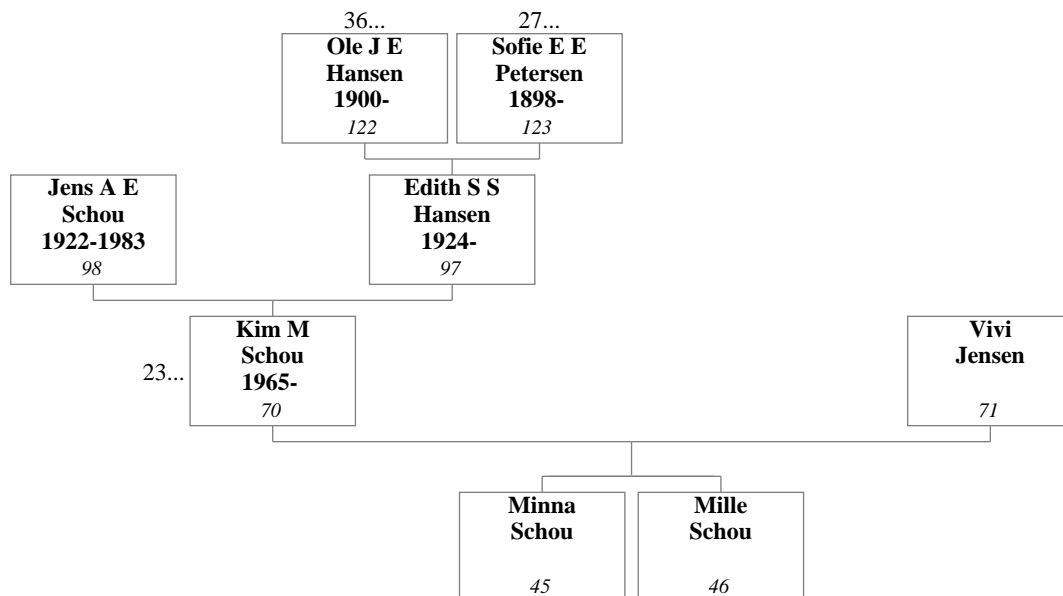 36...
27...
Ole J E
Hansen
1900-
122
Sofie E E
Petersen
1898-
123
Jens A E
Schou
1922-1983
98
Edith S S
Hansen
1924-
97
23...
Kim M
Schou
1965-
70
Vivi
Jensen
71
Minna
Schou
45
Mille
Schou
46